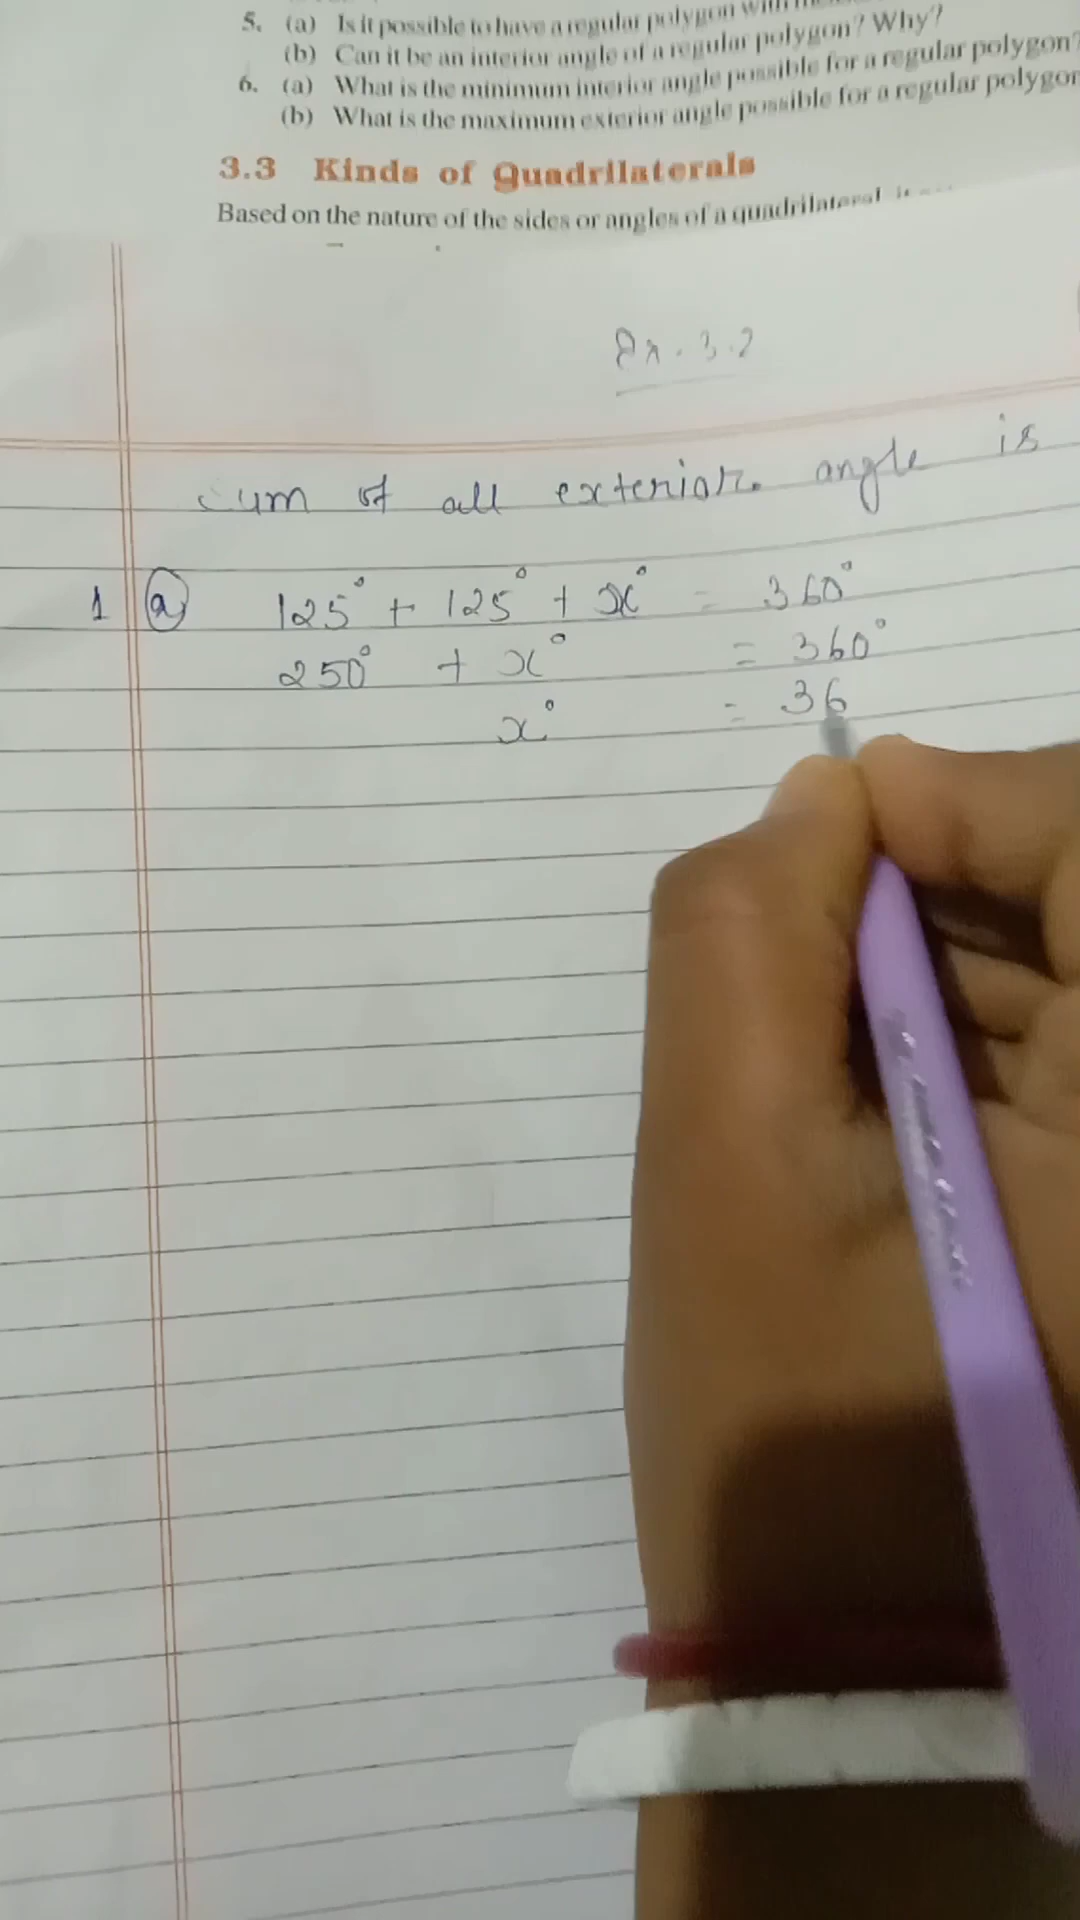 5. (a) Is it possible to have a regular polygon with
(b) Can it be an interior angle of a regular polygon? Why?
6. (a) What is the minimum interior angle possible for a regular polygon?
(b) What is the maximum exterior angle possible for a regular polygon
3.3 Kinds of Quadrilaterals
Based on the nature of the sides or angles of a quadrilateral, it
Ex. 3.2
Sum of all exterior angle is
1 (a) 125° + 125° + x° = 360°
250° + x° = 360°
x° = 36